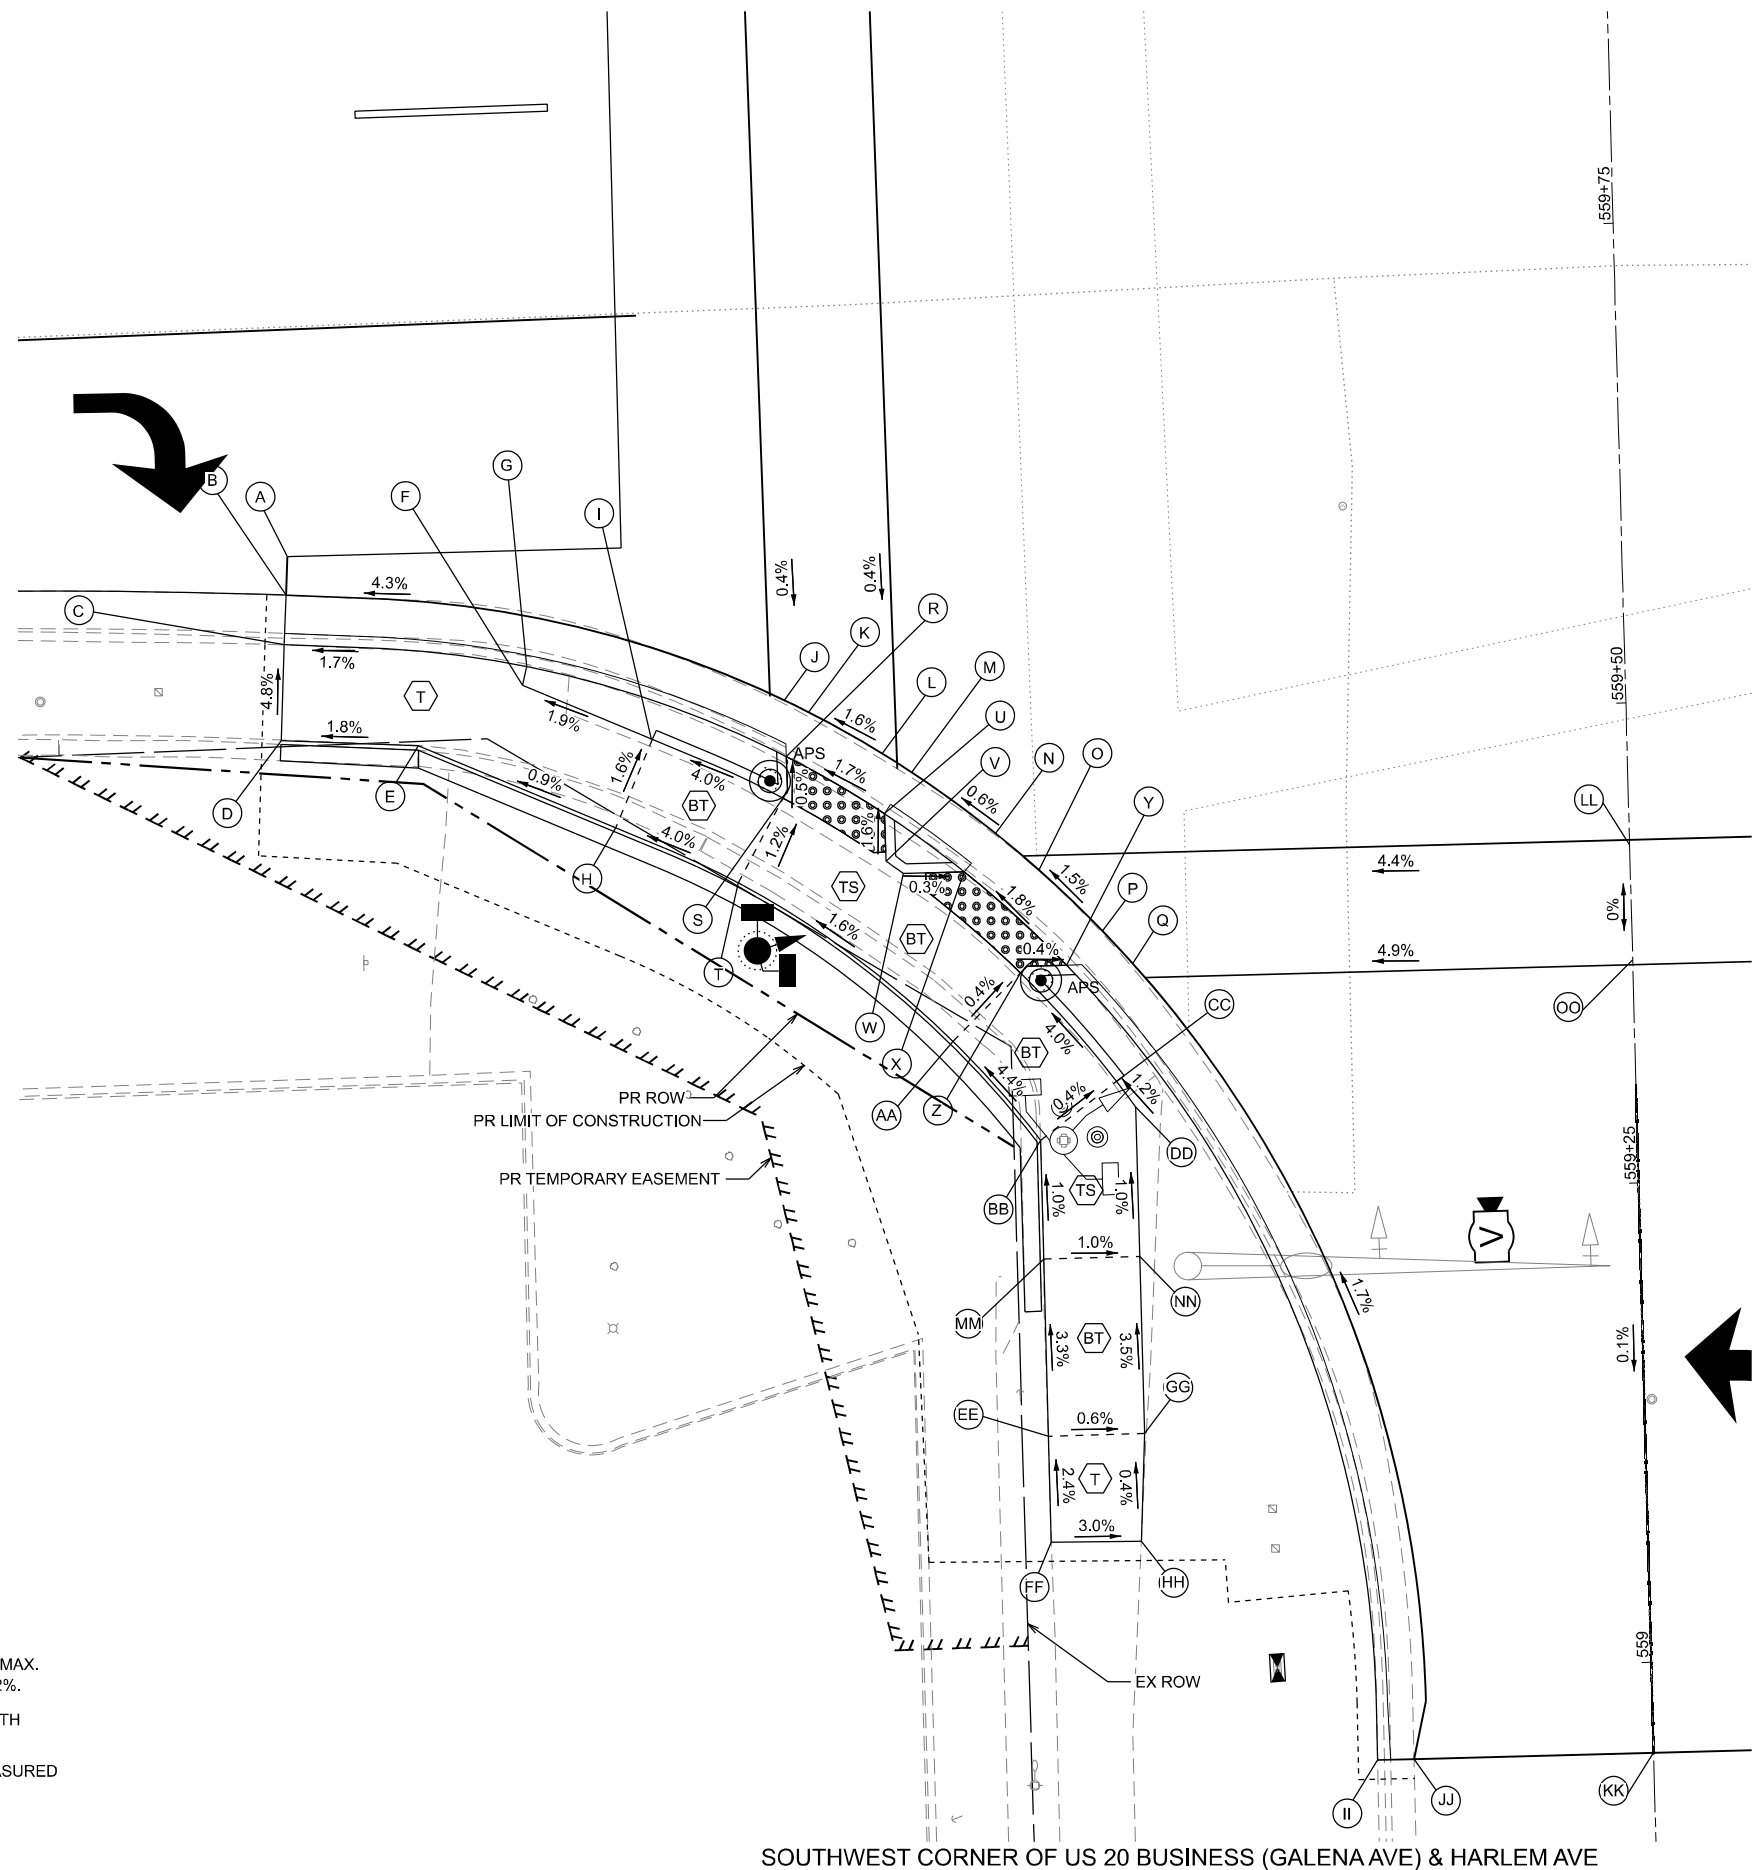 559+75
G
B
A
F
I
0.4%
0.4%
4.3%
C
R
K
J
M
L
559+50
1.7%
4.8%
T
1.8%
1.9%
1.6%
U
V
N
O
APS
1.7%
0.5%
1.6%
4.0%
0.9%
BT
E
D
0.6%
Y
LL
1.6%
4.0%
1.2%
4.4%
H
TS
0.3%
1.8%
1.5%
P
0%
S
1.6%
BT
0.4%
Q
4.9%
T
0.4%
APS
CC
OO
W
4.0%
BT
X
PR ROW
4.4%
0.4%
1.2%
AA
Z
PR LIMIT OF CONSTRUCTION
DD
559+25
PR TEMPORARY EASEMENT
1.0%
TS
1.0%
BB
V
1.0%
NN
1.7%
MM
3.3%
BT
3.5%
0.1%
GG
EE
0.6%
2.4%
T
0.4%
3.0%
FF
HH
559
MAX.
2%.
EX ROW
TH
ASURED
II
JJ
KK
SOUTHWEST CORNER OF US 20 BUSINESS (GALENA AVE) & HARLEM AVE